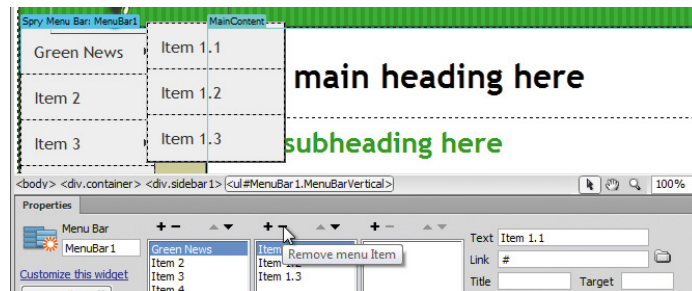 Spry Menu Bar: MenuBar1
MainContent
Green News
Item 1.1
main heading here
Item 2
Item 1.2
Item 3
Item 1.3
subheading here
<body> <div.container> <div.sidebar1> <ul#MenuBar1.MenuBarVertical>
100%
Properties
Menu Bar
MenuBar1
Customize this widget
Green News
Item 2
Item 3
Item 4
Item 1.3
Remove menu Item
Text Item 1.1
Link #
Title
Target